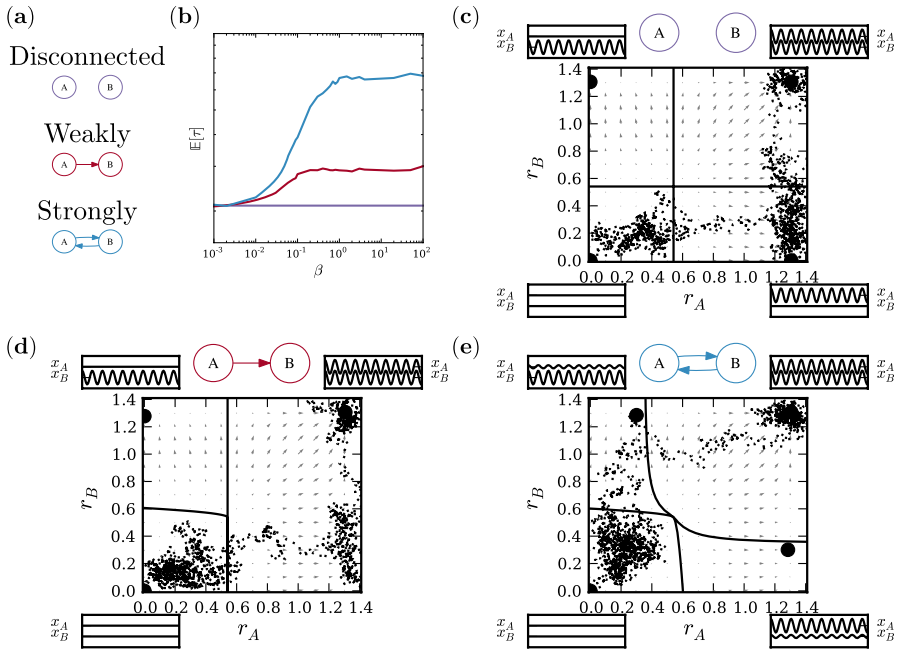 (a)
Disconnected
A B
Weakly
A B
Strongly
A B
(b)
𝔼[τ]
10^-3 10^-2 10^-1 10^0 10^1 10^2
β
(c)
x_A
x_B
A B
x_A
x_B
1.4
1.2
1.0
0.8
0.6
0.4
0.2
0.0
r_B
0.0 0.2 0.4 0.6 0.8 1.0 1.2 1.4
r_A
x_A
x_B
x_A
x_B
(d)
x_A
x_B
A B
x_A
x_B
1.4
1.2
1.0
0.8
0.6
0.4
0.2
0.0
r_B
0.0 0.2 0.4 0.6 0.8 1.0 1.2 1.4
r_A
x_A
x_B
(e)
x_A
x_B
A B
x_A
x_B
1.4
1.2
1.0
0.8
0.6
0.4
0.2
0.0
r_B
0.0 0.2 0.4 0.6 0.8 1.0 1.2 1.4
r_A
x_A
x_B
x_A
x_B